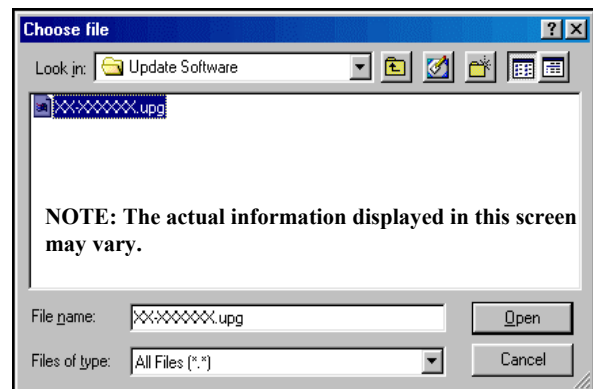 Choose file
Look in: Update Software
XX-XXXXXX.upg
NOTE: The actual information displayed in this screen
may vary.
File name: XX-XXXXXX.upg Open
Files of type: All Files (*.*) Cancel